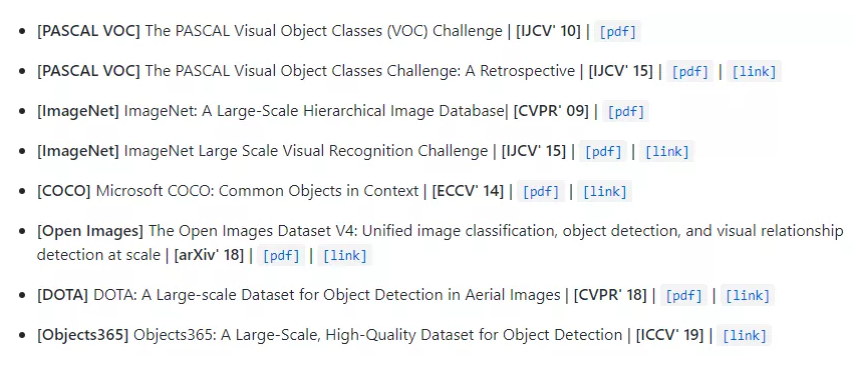 [PASCAL VOC] The PASCAL Visual Object Classes (VOC) Challenge | [IJCV' 10] | [pdf]
[PASCAL VOC] The PASCAL Visual Object Classes Challenge: A Retrospective | [IJCV' 15] | [pdf] | [link]
[ImageNet] ImageNet: A Large-Scale Hierarchical Image Database| [CVPR' 09] | [pdf]
[ImageNet] ImageNet Large Scale Visual Recognition Challenge | [IJCV' 15] | [pdf] | [link]
[COCO] Microsoft COCO: Common Objects in Context | [ECCV' 14] | [pdf] | [link]
[Open Images] The Open Images Dataset V4: Unified image classification, object detection, and visual relationship
detection at scale | [arXiv' 18] | [pdf] | [link]
[DOTA] DOTA: A Large-scale Dataset for Object Detection in Aerial Images | [CVPR' 18] | [pdf] | [link]
[Objects365] Objects365: A Large-Scale, High-Quality Dataset for Object Detection | [ICCV' 19] | [link]